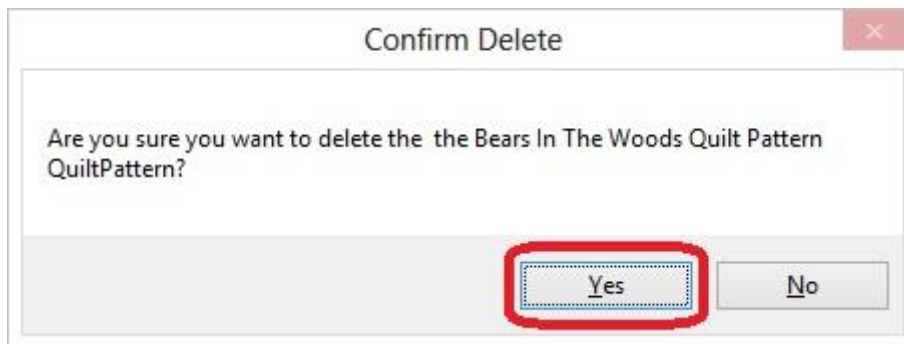 Confirm Delete
Are you sure you want to delete the  the Bears In The Woods Quilt Pattern
QuiltPattern?
Yes
No